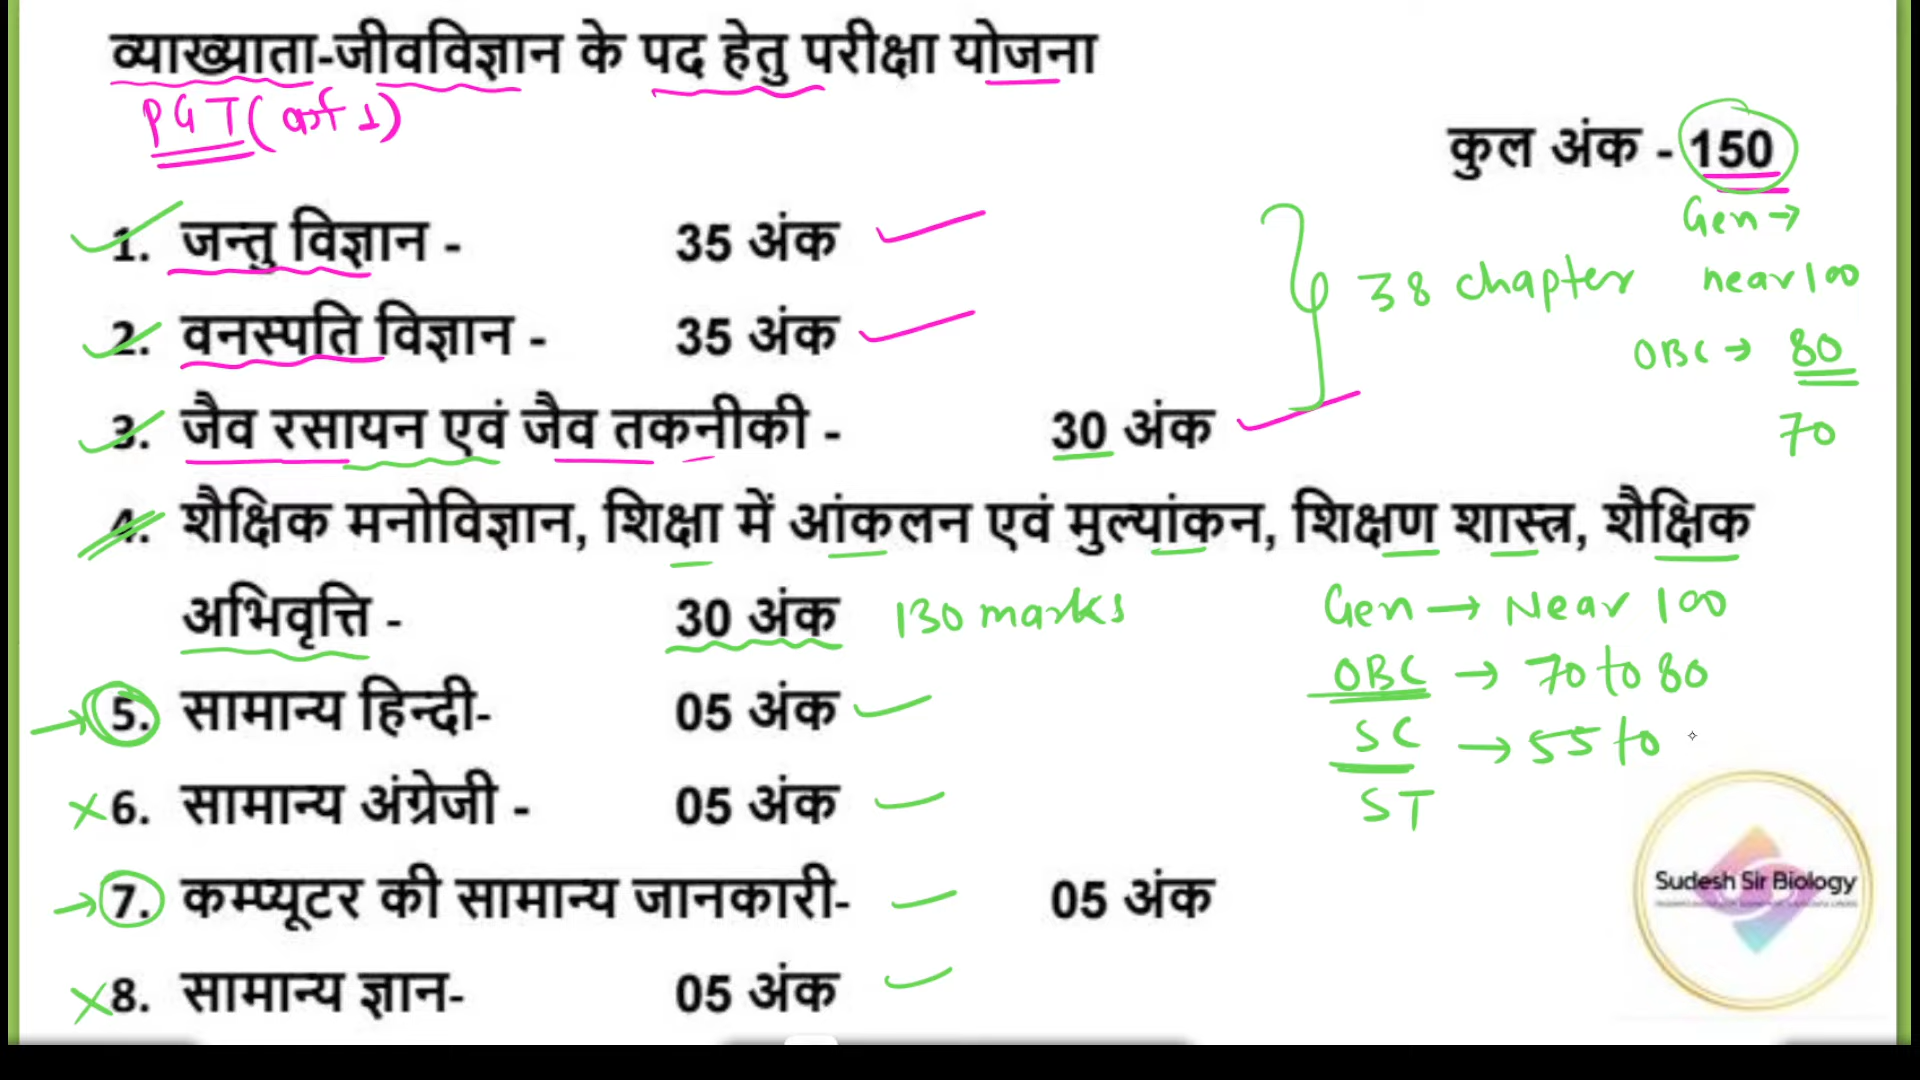 व्याख्याता-जीवविज्ञान के पद हेतु परीक्षा योजना
PGT (वर्ग 1)
कुल अंक - 150
Gen →
near 100
OBC → 80
70
1. जन्तु विज्ञान - 35 अंक
38 chapter
2. वनस्पति विज्ञान - 35 अंक
3. जैव रसायन एवं जैव तकनीकी - 30 अंक
4. शैक्षिक मनोविज्ञान, शिक्षा में आंकलन एवं मुल्यांकन, शिक्षण शास्त्र, शैक्षिक
अभिवृत्ति - 30 अंक 130 marks
Gen → Near 100
OBC → 70 to 80
SC → 55 to
ST
5. सामान्य हिन्दी- 05 अंक
6. सामान्य अंग्रेजी - 05 अंक
7. कम्प्यूटर की सामान्य जानकारी- 05 अंक
8. सामान्य ज्ञान- 05 अंक
Sudesh Sir Biology